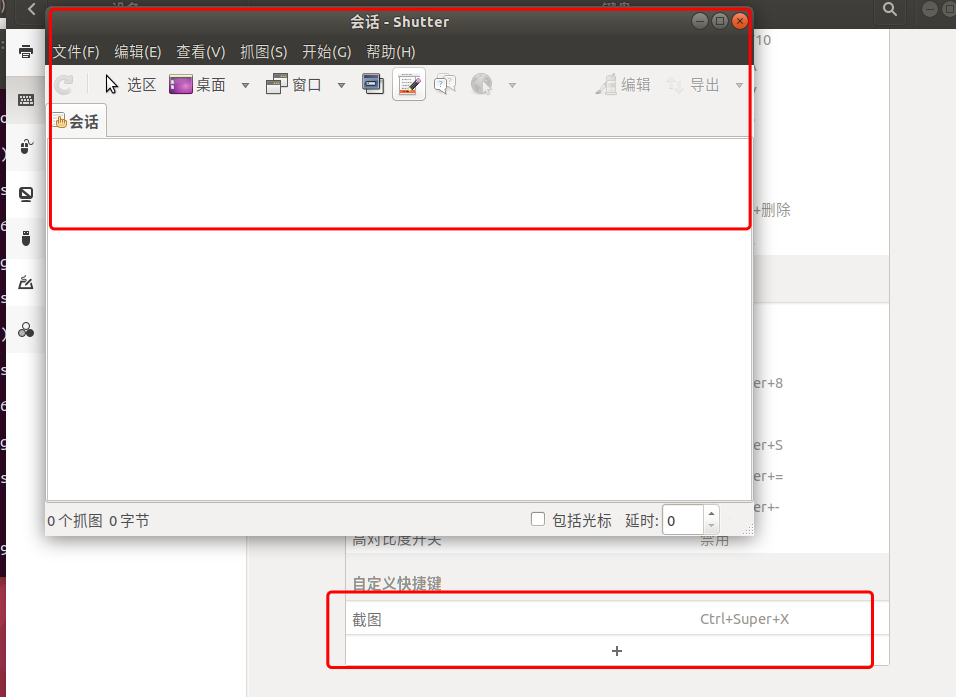 会话 - Shutter
文件(F) 编辑(E) 查看(V) 抓图(S) 开始(G) 帮助(H)
选区 桌面 窗口 编辑 导出
会话
10
+删除
er+8
er+S
er+=
er+-
0 个抓图 0 字节 包括光标 延时: 0
高对比度开关 禁用
自定义快捷键
截图 Ctrl+Super+X
+